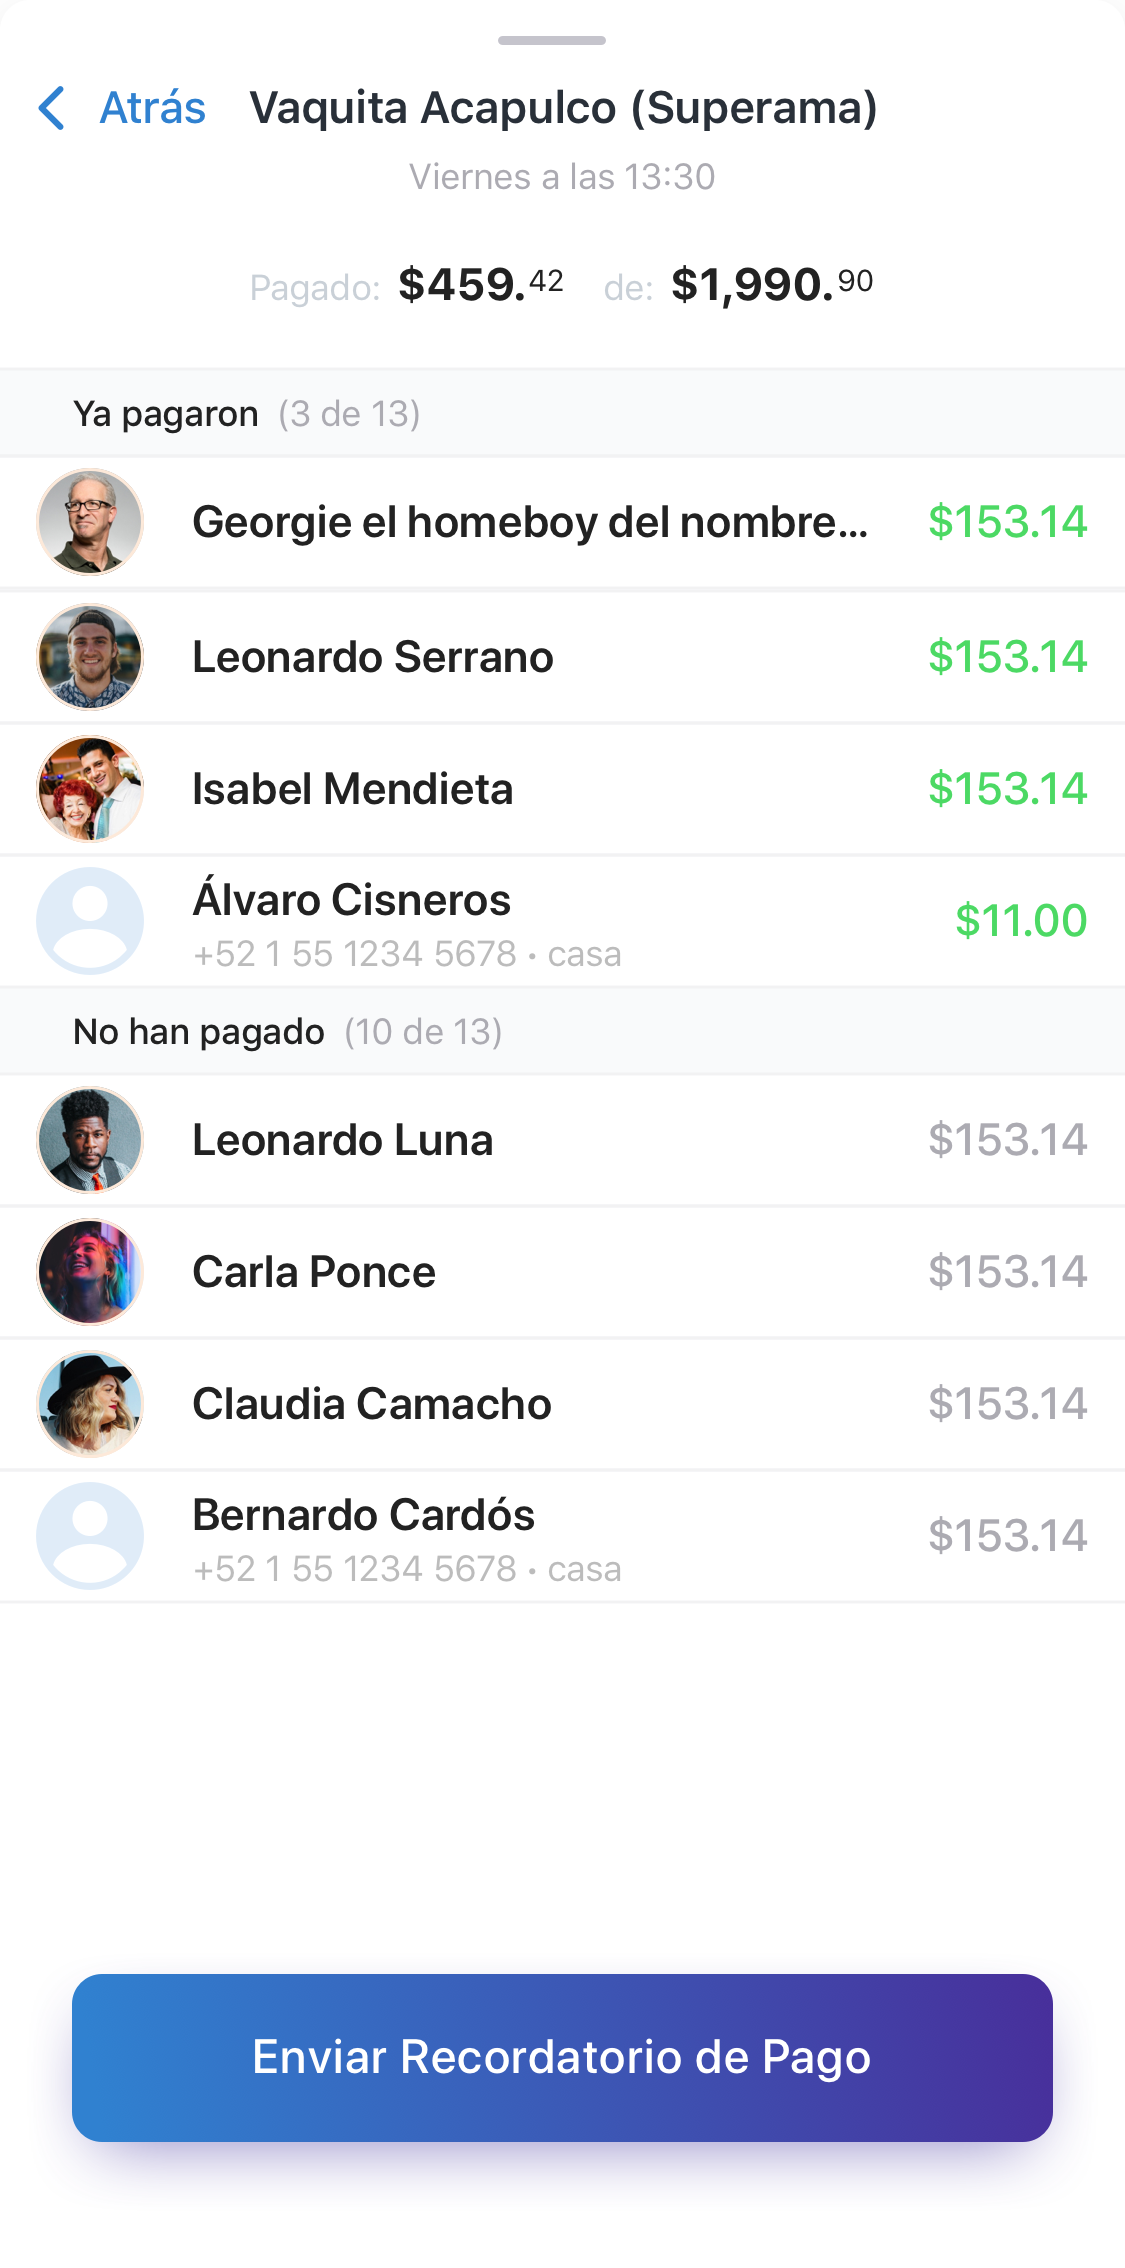 Atrás Vaquita Acapulco (Superama)
Viernes a las 13:30
Pagado: $459.42 de: $1,990.90
Ya pagaron (3 de 13)
Georgie el homeboy del nombre... $153.14
Leonardo Serrano $153.14
Isabel Mendieta $153.14
Álvaro Cisneros $11.00
+52 1 55 1234 5678 • casa
No han pagado (10 de 13)
Leonardo Luna $153.14
Carla Ponce $153.14
Claudia Camacho $153.14
Bernardo Cardós $153.14
+52 1 55 1234 5678 • casa
Enviar Recordatorio de Pago